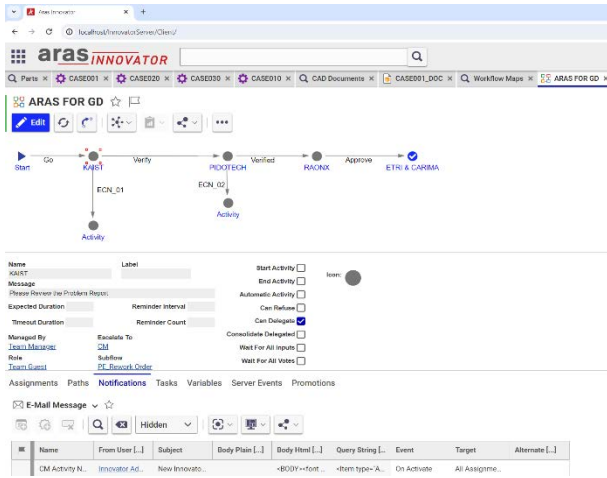 Aras Innovator
localhost/InnovatorServer/Client/
aras INNOVATOR
Parts CASE001 CASE020 CASE030 CASE010 CAD Documents CASE001_DOC Workflow Maps ARAS FOR GD
ARAS FOR GD
Edit
Go Verify Verified Approve
Start KAIST PIDOTECH RAONX ETRI & CARIMA
ECN_01 ECN_02
Activity
Activity
Name Label Start Activity
KAIST Icon:
End Activity
Message
Please Review the Problem Report Automatic Activity
Expected Duration Reminder Interval Can Refuse
Timeout Duration Reminder Count Can Delegate
Consolidate Delegated
Managed By Escalate To Wait For All Inputs
Team Manager CM
Role Subflow Wait For All Votes
Team Guest PE_Rework Order
Assignments Paths Notifications Tasks Variables Server Events Promotions
E-Mail Message
Hidden
Name From User [...] Subject Body Plain [...] Body Html [...] Query String [... Event Target Alternate [...]
CM Activity N... Innovator Ad... New Innovato... <BODY><font ... <Item type='A... On Activate All Assignme...